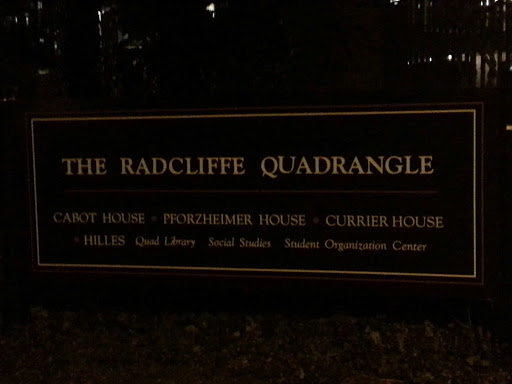 THE RADCLIFFE QUADRANGLE
CABOT HOUSE • PFORZHEIMER HOUSE • CURRIER HOUSE
• HILLES Quad Library Social Studies Student Organization Center